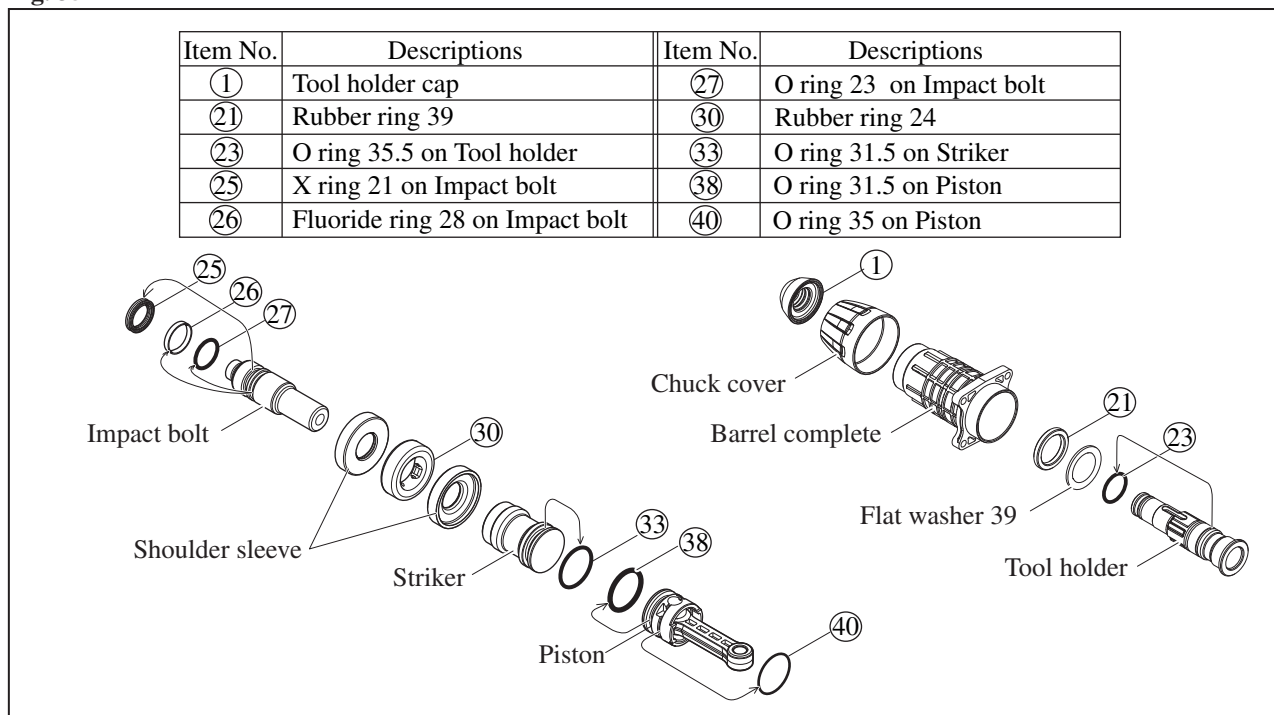 Item No. Descriptions Item No. Descriptions
1 Tool holder cap 27 O ring 23 on Impact bolt
21 Rubber ring 39 30 Rubber ring 24
23 O ring 35.5 on Tool holder 33 O ring 31.5 on Striker
25 X ring 21 on Impact bolt 38 O ring 31.5 on Piston
26 Fluoride ring 28 on Impact bolt 40 O ring 35 on Piston
25
26
27
Impact bolt
30
Shoulder sleeve
Striker
33
38
Piston
40
1
Chuck cover
Barrel complete
21
23
Flat washer 39
Tool holder